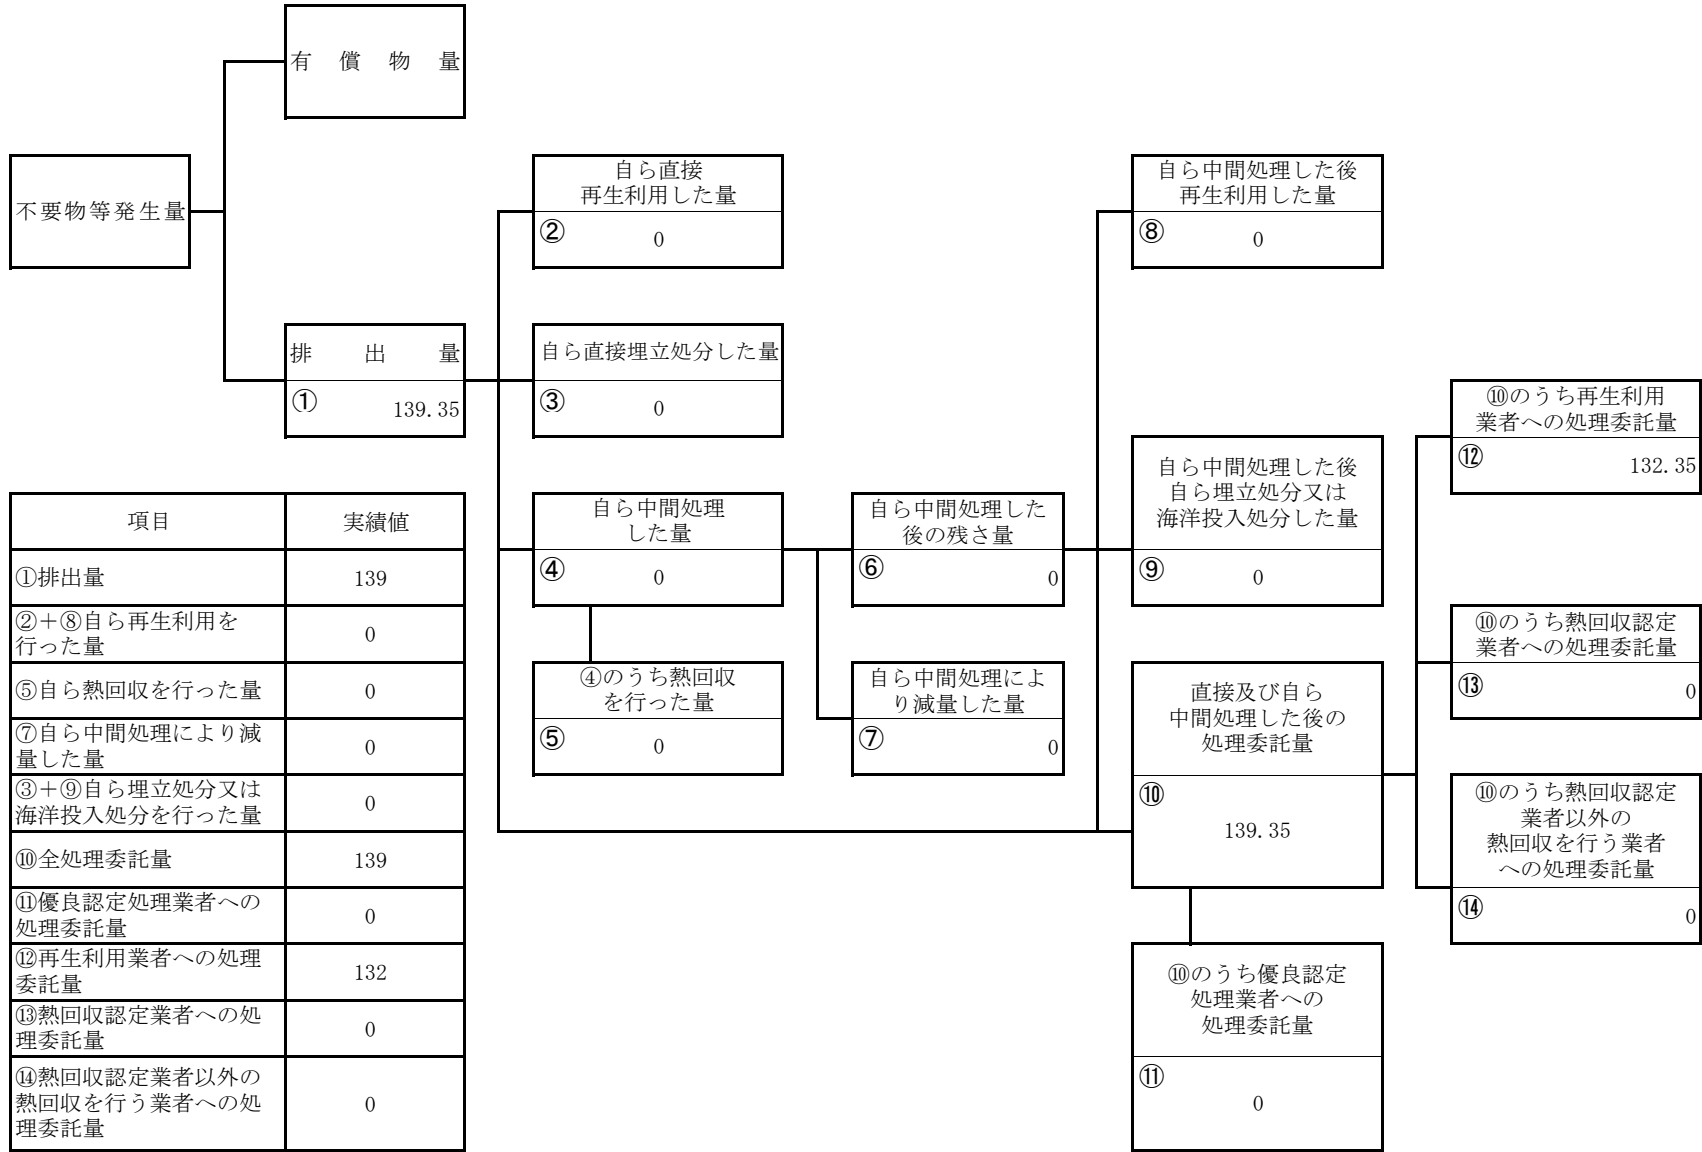 有償物量
不要物等発生量
排出量
①
139.35
自ら直接
再生利用した量
②
0
自ら直接埋立処分した量
③
0
自ら中間処理
した量
④
0
④のうち熱回収
を行った量
⑤
0
自ら中間処理した
後の残さ量
⑥
0
自ら中間処理によ
り減量した量
⑦
0
自ら中間処理した後
再生利用した量
⑧
0
自ら中間処理した後
自ら埋立処分又は
海洋投入処分した量
⑨
0
直接及び自ら
中間処理した後の
処理委託量
⑩
139.35
⑩のうち優良認定
処理業者への
処理委託量
⑪
0
⑩のうち再生利用
業者への処理委託量
⑫
132.35
⑩のうち熱回収認定
業者への処理委託量
⑬
0
⑩のうち熱回収認定
業者以外の
熱回収を行う業者
への処理委託量
⑭
0
項目 実績値
①排出量 139
②＋⑧自ら再生利用を
行った量 0
⑤自ら熱回収を行った量 0
⑦自ら中間処理により減
量した量 0
③＋⑨自ら埋立処分又は
海洋投入処分を行った量 0
⑩全処理委託量 139
⑪優良認定処理業者への
処理委託量 0
⑫再生利用業者への処理
委託量 132
⑬熱回収認定業者への処
理委託量 0
⑭熱回収認定業者以外の
熱回収を行う業者への処
理委託量 0